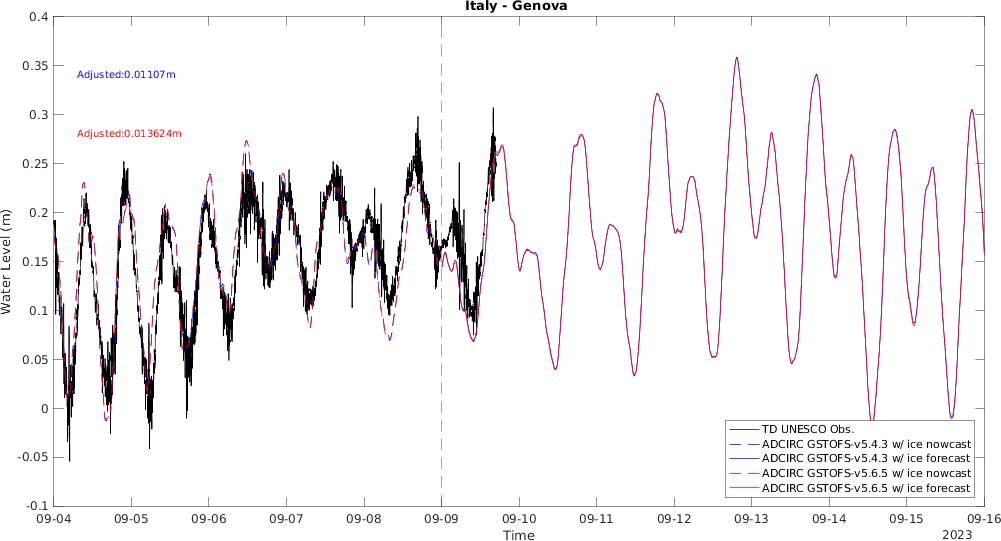 Italy - Genova
Adjusted:0.01107m
Adjusted:0.013624m
Water Level (m)
0.4
0.35
0.3
0.25
0.2
0.15
0.1
0.05
0
-0.05
-0.1
TD UNESCO Obs.
ADCIRC GSTOFS-v5.4.3 w/ ice nowcast
ADCIRC GSTOFS-v5.4.3 w/ ice forecast
ADCIRC GSTOFS-v5.6.5 w/ ice nowcast
ADCIRC GSTOFS-v5.6.5 w/ ice forecast
09-04 09-05 09-06 09-07 09-08 09-09 09-10 09-11 09-12 09-13 09-14 09-15 09-16
Time
2023